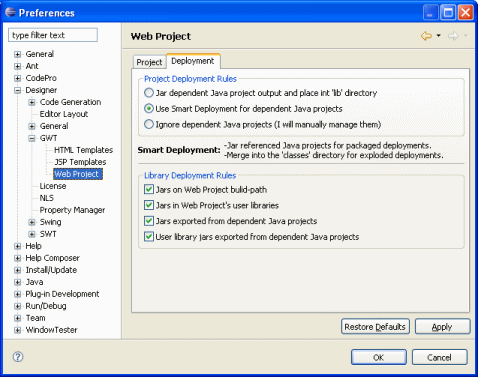 Preferences
type filter text
General
Ant
CodePro
Designer
Code Generation
Editor Layout
General
GWT
HTML Templates
JSP Templates
Web Project
License
NLS
Property Manager
Swing
SWT
Help
Help Composer
Install/Update
Java
Plug-in Development
Run/Debug
Team
WindowTester
Web Project
Project Deployment
Project Deployment Rules
Jar dependent Java project output and place int 'lib' directory
Use Smart Deployment for dependent Java projects
Ignore dependent Java projects (I will manually manage them)
Smart Deployment: -Jar referenced Java projects for packaged deployments.
-Merge into the 'classes' directory for exploded deployments.
Library Deployment Rules
Jars on Web Project build-path
Jars in Web Project's user libraries
Jars exported from dependent Java projects
User library jars exported from dependent Java projects
Restore Defaults Apply
? OK Cancel